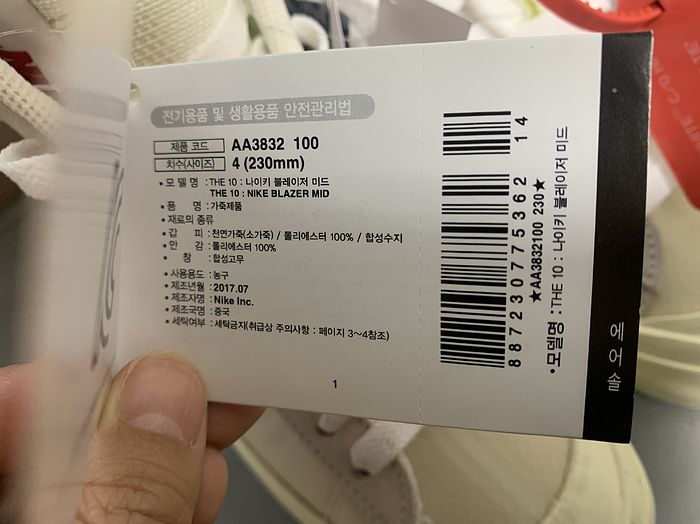 전기용품 및 생활용품 안전관리법
제품 코드 AA3832 100
치수(사이즈) 4 (230mm)
• 모 델 명 : THE 10 : 나이키 블레이저 미드
THE 10 : NIKE BLAZER MID
• 품 명 : 가죽제품
• 재료의 종류
• 갑 피 : 천연가죽(소가죽) / 폴리에스터 100% / 합성수지
• 안 감 : 폴리에스터 100%
• 창 : 합성고무
• 사용용도 : 농구
• 제조년월 : 2017.07
• 제조자명 : Nike Inc.
• 제조국명 : 중국
• 세탁여부 : 세탁금지(취급상 주의사항 : 페이지 3~4참조)
1
887230775362 14
★AA3832100 230★
• 모델명 : THE 10 : 나이키 블레이저 미드
에어솔